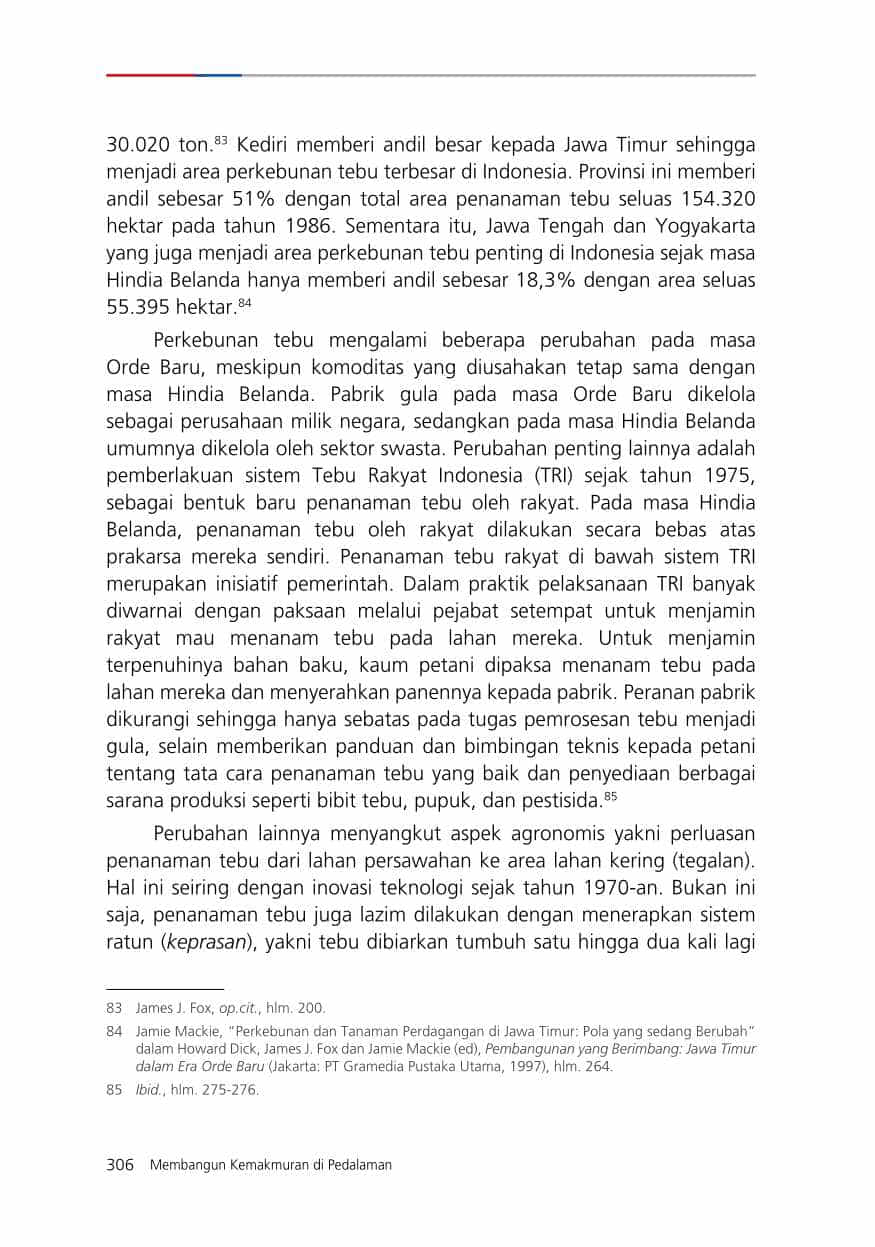 30.020 ton.83 Kediri memberi andil besar kepada Jawa Timur sehingga
menjadi area perkebunan tebu terbesar di Indonesia. Provinsi ini memberi
andil sebesar 51% dengan total area penanaman tebu seluas 154.320
hektar pada tahun 1986. Sementara itu, Jawa Tengah dan Yogyakarta
yang juga menjadi area perkebunan tebu penting di Indonesia sejak masa
Hindia Belanda hanya memberi andil sebesar 18,3% dengan area seluas
55.395 hektar.84
Perkebunan tebu mengalami beberapa perubahan pada masa
Orde Baru, meskipun komoditas yang diusahakan tetap sama dengan
masa Hindia Belanda. Pabrik gula pada masa Orde Baru dikelola
sebagai perusahaan milik negara, sedangkan pada masa Hindia Belanda
umumnya dikelola oleh sektor swasta. Perubahan penting lainnya adalah
pemberlakuan sistem Tebu Rakyat Indonesia (TRI) sejak tahun 1975,
sebagai bentuk baru penanaman tebu oleh rakyat. Pada masa Hindia
Belanda, penanaman tebu oleh rakyat dilakukan secara bebas atas
prakarsa mereka sendiri. Penanaman tebu rakyat di bawah sistem TRI
merupakan inisiatif pemerintah. Dalam praktik pelaksanaan TRI banyak
diwarnai dengan paksaan melalui pejabat setempat untuk menjamin
rakyat mau menanam tebu pada lahan mereka. Untuk menjamin
terpenuhinya bahan baku, kaum petani dipaksa menanam tebu pada
lahan mereka dan menyerahkan panennya kepada pabrik. Peranan pabrik
dikurangi sehingga hanya sebatas pada tugas pemrosesan tebu menjadi
gula, selain memberikan panduan dan bimbingan teknis kepada petani
tentang tata cara penanaman tebu yang baik dan penyediaan berbagai
sarana produksi seperti bibit tebu, pupuk, dan pestisida.85
Perubahan lainnya menyangkut aspek agronomis yakni perluasan
penanaman tebu dari lahan persawahan ke area lahan kering (tegalan).
Hal ini seiring dengan inovasi teknologi sejak tahun 1970-an. Bukan ini
saja, penanaman tebu juga lazim dilakukan dengan menerapkan sistem
ratun (keprasan), yakni tebu dibiarkan tumbuh satu hingga dua kali lagi
83 James J. Fox, op.cit., hlm. 200.
84 Jamie Mackie, “Perkebunan dan Tanaman Perdagangan di Jawa Timur: Pola yang sedang Berubah”
dalam Howard Dick, James J. Fox dan Jamie Mackie (ed), Pembangunan yang Berimbang: Jawa Timur
dalam Era Orde Baru (Jakarta: PT Gramedia Pustaka Utama, 1997), hlm. 264.
85 Ibid., hlm. 275-276.
306 Membangun Kemakmuran di Pedalaman